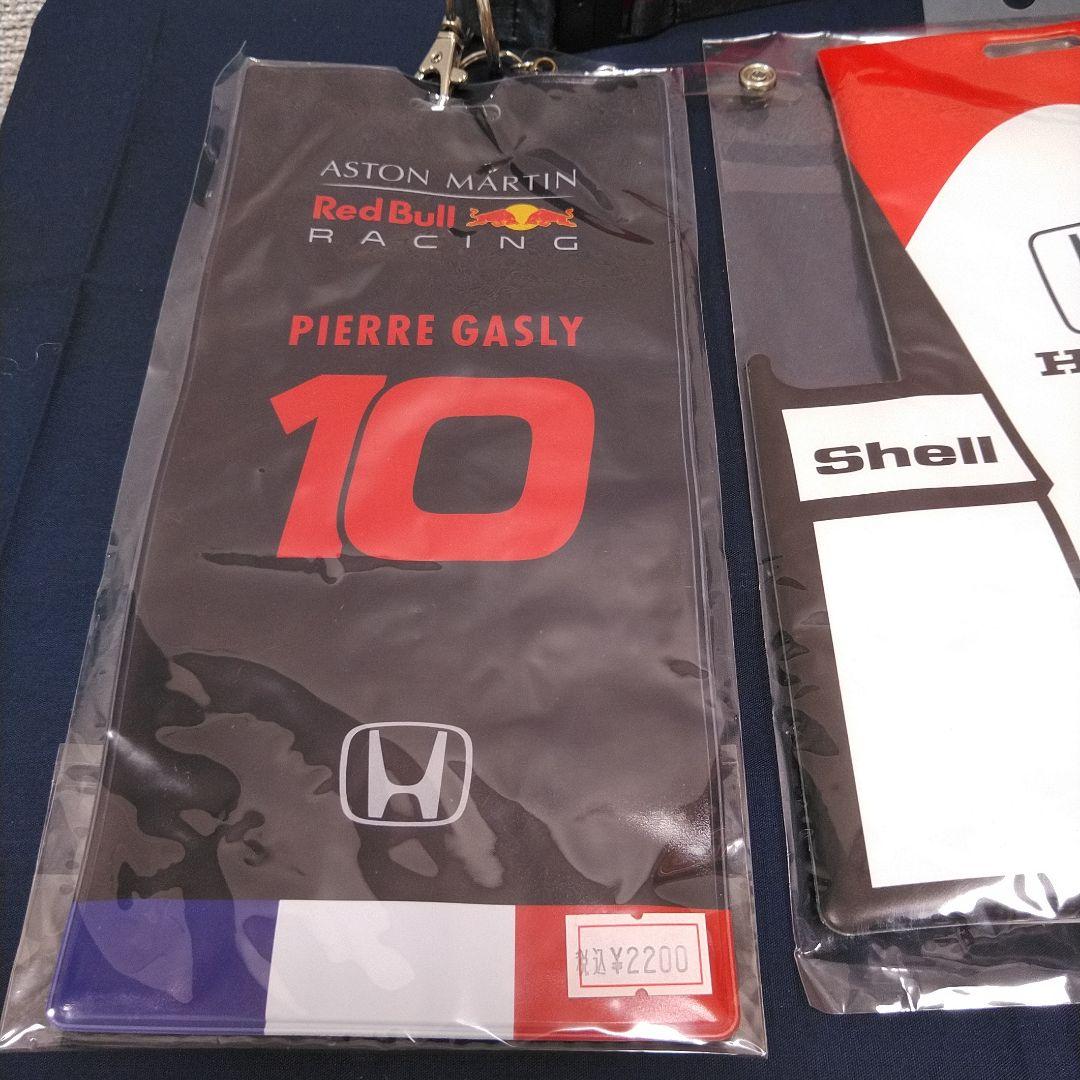 ASTON MARTIN
Red Bull
RACING
PIERRE GASLY
10
税込¥2200
Shell